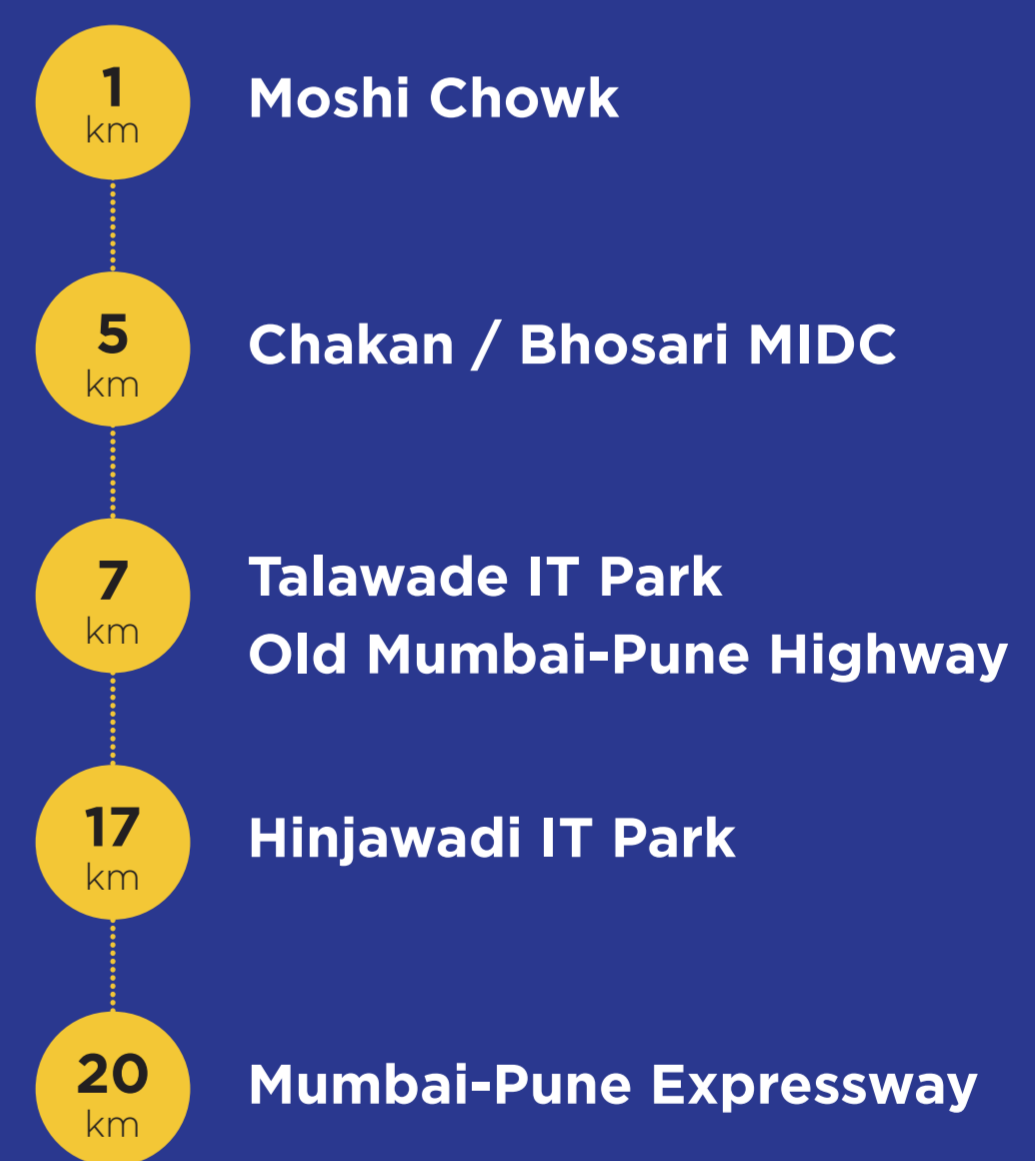 1
km
Moshi Chowk
5
km
Chakan / Bhosari MIDC
7
km
Talawade IT Park
Old Mumbai-Pune Highway
17
km
Hinjawadi IT Park
20
km
Mumbai-Pune Expressway